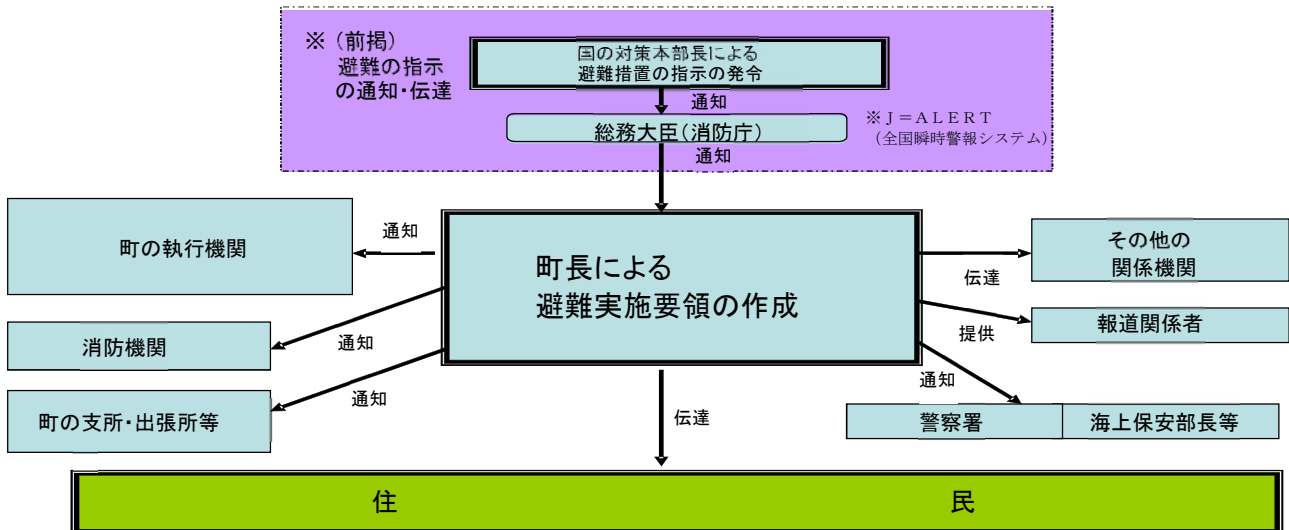 ※(前掲)
避難の指示
の通知・伝達
国の対策本部長による
避難措置の指示の発令
通知
総務大臣(消防庁)
※J=ALERT
(全国瞬時警報システム)
通知
町の執行機関
通知
町長による
避難実施要領の作成
伝達
その他の
関係機関
消防機関
通知
提供
報道関係者
町の支所・出張所等
通知
伝達
通知
警察署
海上保安部長等
住 民